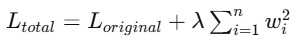 L_{total} = L_{original} + λ ∑_{i=1}^{n} w_i^2